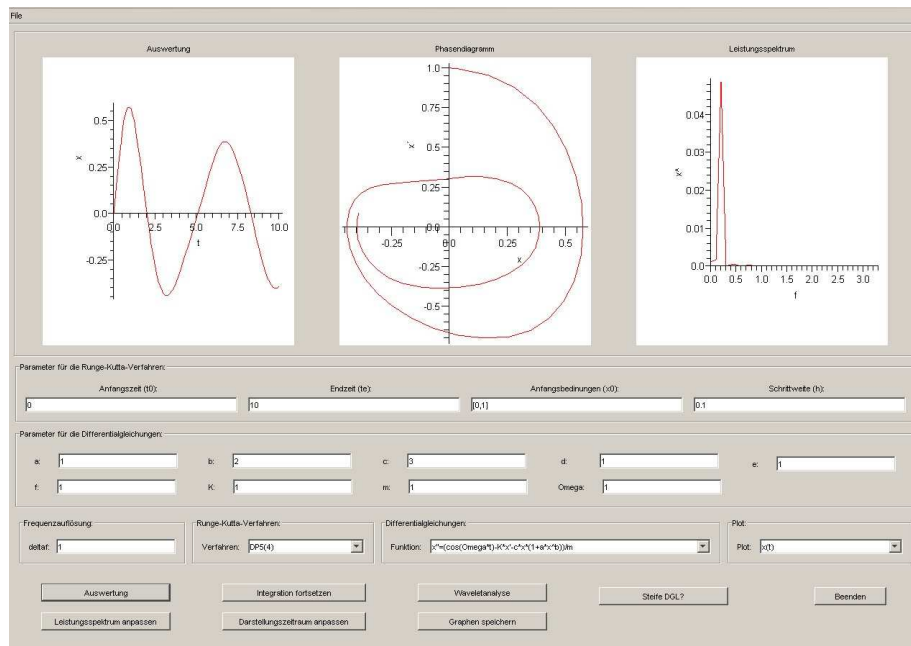 File
Auswertung
Phasendiagramm
Leistungsspektrum
0.5
0.25
0.0
-0.25
x
0.0 2.5 5.0 7.5 10.0
t
1.0
0.75
0.5
0.25
0.0
-0.25
-0.5
x'
-0.25 0.0 0.25 0.5
x
0.04
0.03
0.02
0.01
0.0
x^
0.0 0.5 1.0 1.5 2.0 2.5 3.0
f
Parameter für die Runge-Kutta-Verfahren:
Anfangszeit (t0): Endzeit (te): Anfangsbedinungen (x0): Schrittweite (h):
0 10 [0,1] 0.1
Parameter für die Differentialgleichungen:
a: 1 b: 2 c: 3 d: 1 e: 1
f: 1 K: 1 m: 1 Omega: 1
Frequenzauflösung: Runge-Kutta-Verfahren: Differentialgleichungen: Plot:
deltaf: 1 Verfahren: DP5(4) Funktion: x''=(cos(Omega*t)-K*x'-c*x*(1+a*x^b))/m Plot: x(t)
Auswertung Integration fortsetzen Waveletanalyse Steife DGL? Beenden
Leistungsspektrum anpassen Darstellungszeitraum anpassen Graphen speichern